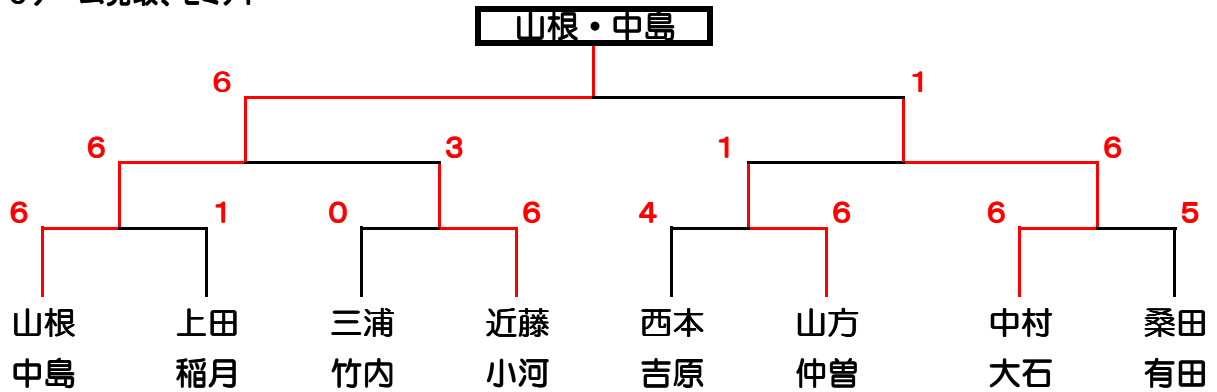 山根・中島
6 1
6 3 1 6
6 1 0 6 4 6 6 5
山根 上田 三浦 近藤 西本 山方 中村 桑田
中島 稲月 竹内 小河 吉原 仲曽 大石 有田